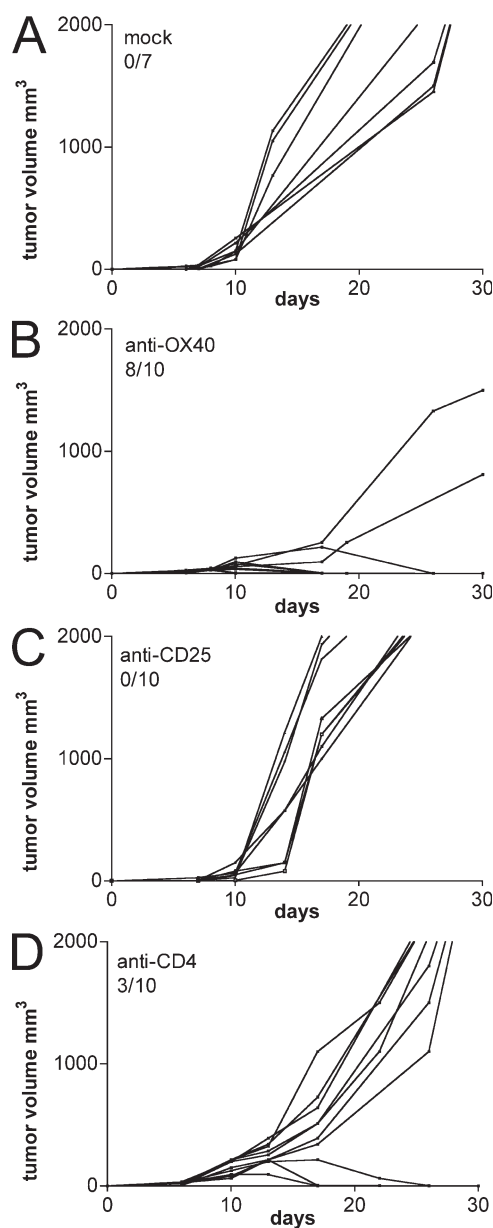 A
mock
0/7
tumor volume mm³
2000
1000
0
0 10 20 30
days
B
anti-OX40
8/10
tumor volume mm³
2000
1000
0
0 10 20 30
days
C
anti-CD25
0/10
tumor volume mm³
2000
1000
0
0 10 20 30
days
D
anti-CD4
3/10
tumor volume mm³
2000
1000
0
0 10 20 30
days